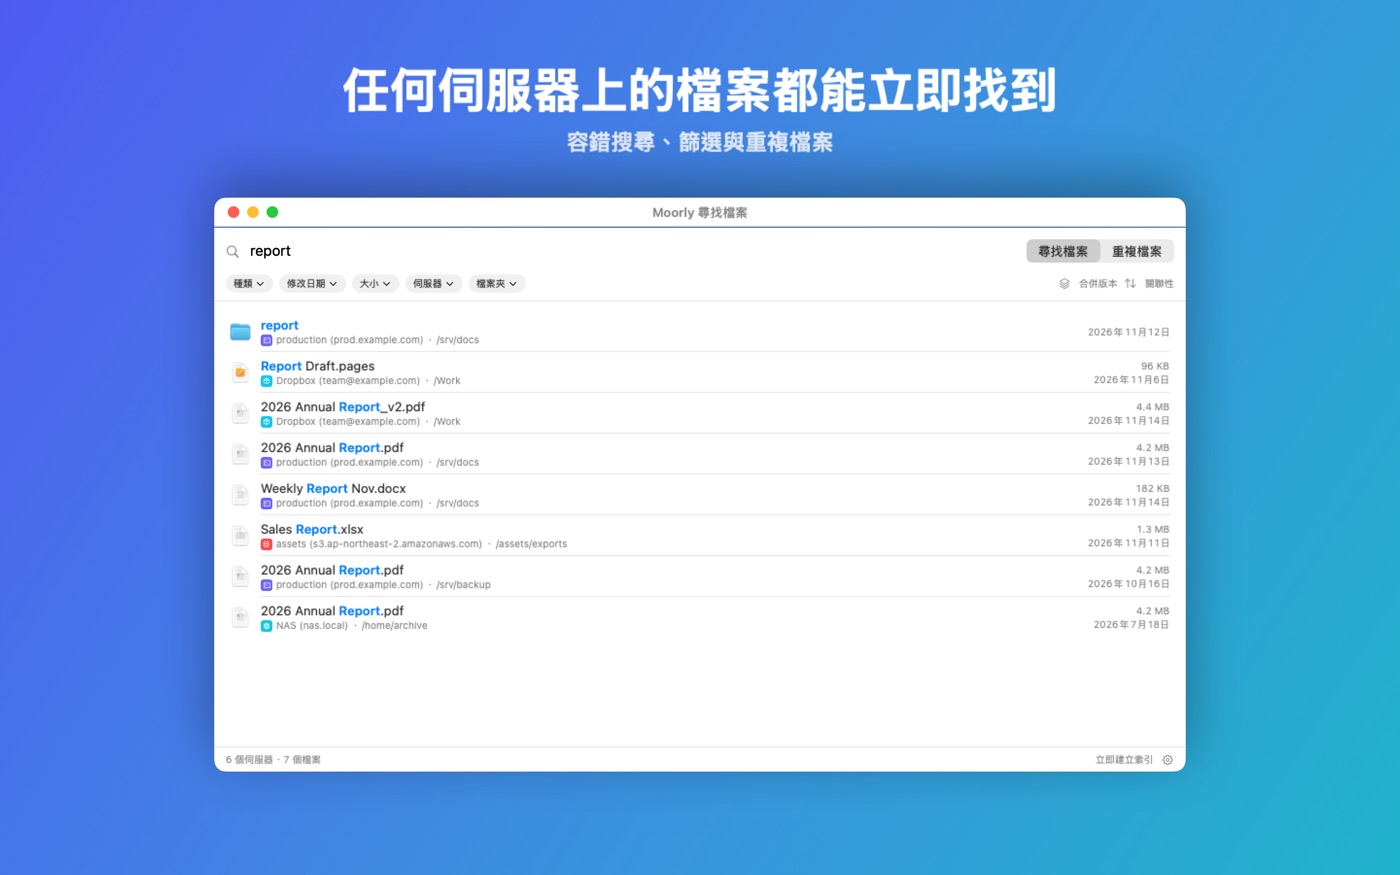 任何伺服器上的檔案都能立即找到
容錯搜尋、篩選與重複檔案
Moorly 尋找檔案
report
尋找檔案 重複檔案
種類 修改日期 大小 伺服器 檔案夾 合併版本 關聯性
report
production (prod.example.com) · /srv/docs
2026年11月12日
Report Draft.pages
Dropbox (team@example.com) · /Work
96 KB
2026年11月6日
2026 Annual Report_v2.pdf
Dropbox (team@example.com) · /Work
4.4 MB
2026年11月14日
2026 Annual Report.pdf
production (prod.example.com) · /srv/docs
4.2 MB
2026年11月13日
Weekly Report Nov.docx
production (prod.example.com) · /srv/docs
182 KB
2026年11月14日
Sales Report.xlsx
assets (s3.ap-northeast-2.amazonaws.com) · /assets/exports
1.3 MB
2026年11月11日
2026 Annual Report.pdf
production (prod.example.com) · /srv/backup
4.2 MB
2026年10月16日
2026 Annual Report.pdf
NAS (nas.local) · /home/archive
4.2 MB
2026年7月18日
6 個伺服器 · 7 個檔案 立即建立索引